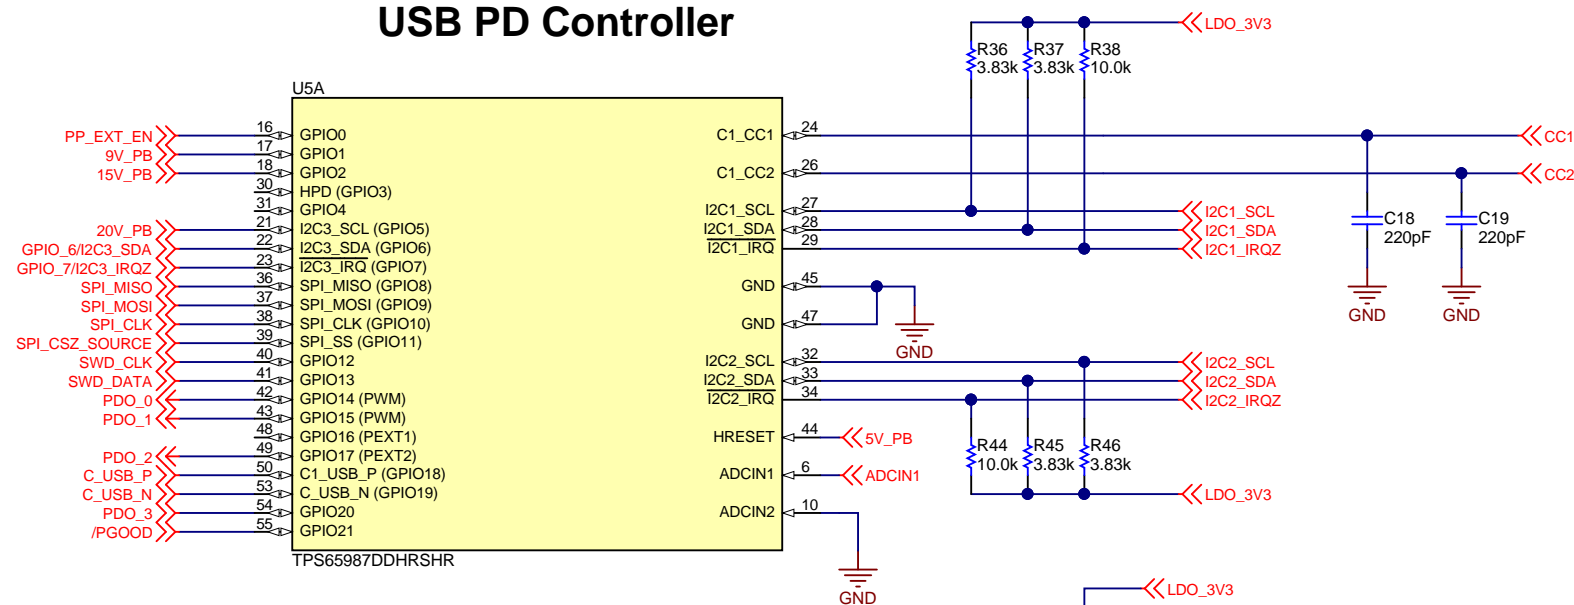 USB PD Controller
LDO_3V3
R36
3.83k
R37
3.83k
R38
10.0k
U5A
PP_EXT_EN 16 GPIO0
9V_PB 17 GPIO1
15V_PB 18 GPIO2
30 HPD (GPIO3)
31 GPIO4
20V_PB 21 I2C3_SCL (GPIO5)
GPIO_6/I2C3_SDA 22 I2C3_SDA (GPIO6)
GPIO_7/I2C3_IRQZ 23 I2C3_IRQ (GPIO7)
SPI_MISO 36 SPI_MISO (GPIO8)
SPI_MOSI 37 SPI_MOSI (GPIO9)
SPI_CLK 38 SPI_CLK (GPIO10)
SPI_CSZ_SOURCE 39 SPI_SS (GPIO11)
SWD_CLK 40 GPIO12
SWD_DATA 41 GPIO13
PDO_0 42 GPIO14 (PWM)
PDO_1 43 GPIO15 (PWM)
48 GPIO16 (PEXT1)
PDO_2 49 GPIO17 (PEXT2)
C_USB_P 50 C1_USB_P (GPIO18)
C_USB_N 53 C_USB_N (GPIO19)
PDO_3 54 GPIO20
/PGOOD 55 GPIO21
C1_CC1 24 CC1
C1_CC2 26 CC2
I2C1_SCL 27 I2C1_SCL
I2C1_SDA 28 I2C1_SDA
I2C1_IRQ 29 I2C1_IRQZ
GND 45
GND 47
GND
I2C2_SCL 32 I2C2_SCL
I2C2_SDA 33 I2C2_SDA
I2C2_IRQ 34 I2C2_IRQZ
HRESET 44 5V_PB
ADCIN1 6 ADCIN1
ADCIN2 10
GND
TPS65987DDHRSHR
C18
220pF
GND
C19
220pF
GND
R44
10.0k
R45
3.83k
R46
3.83k
LDO_3V3
LDO_3V3